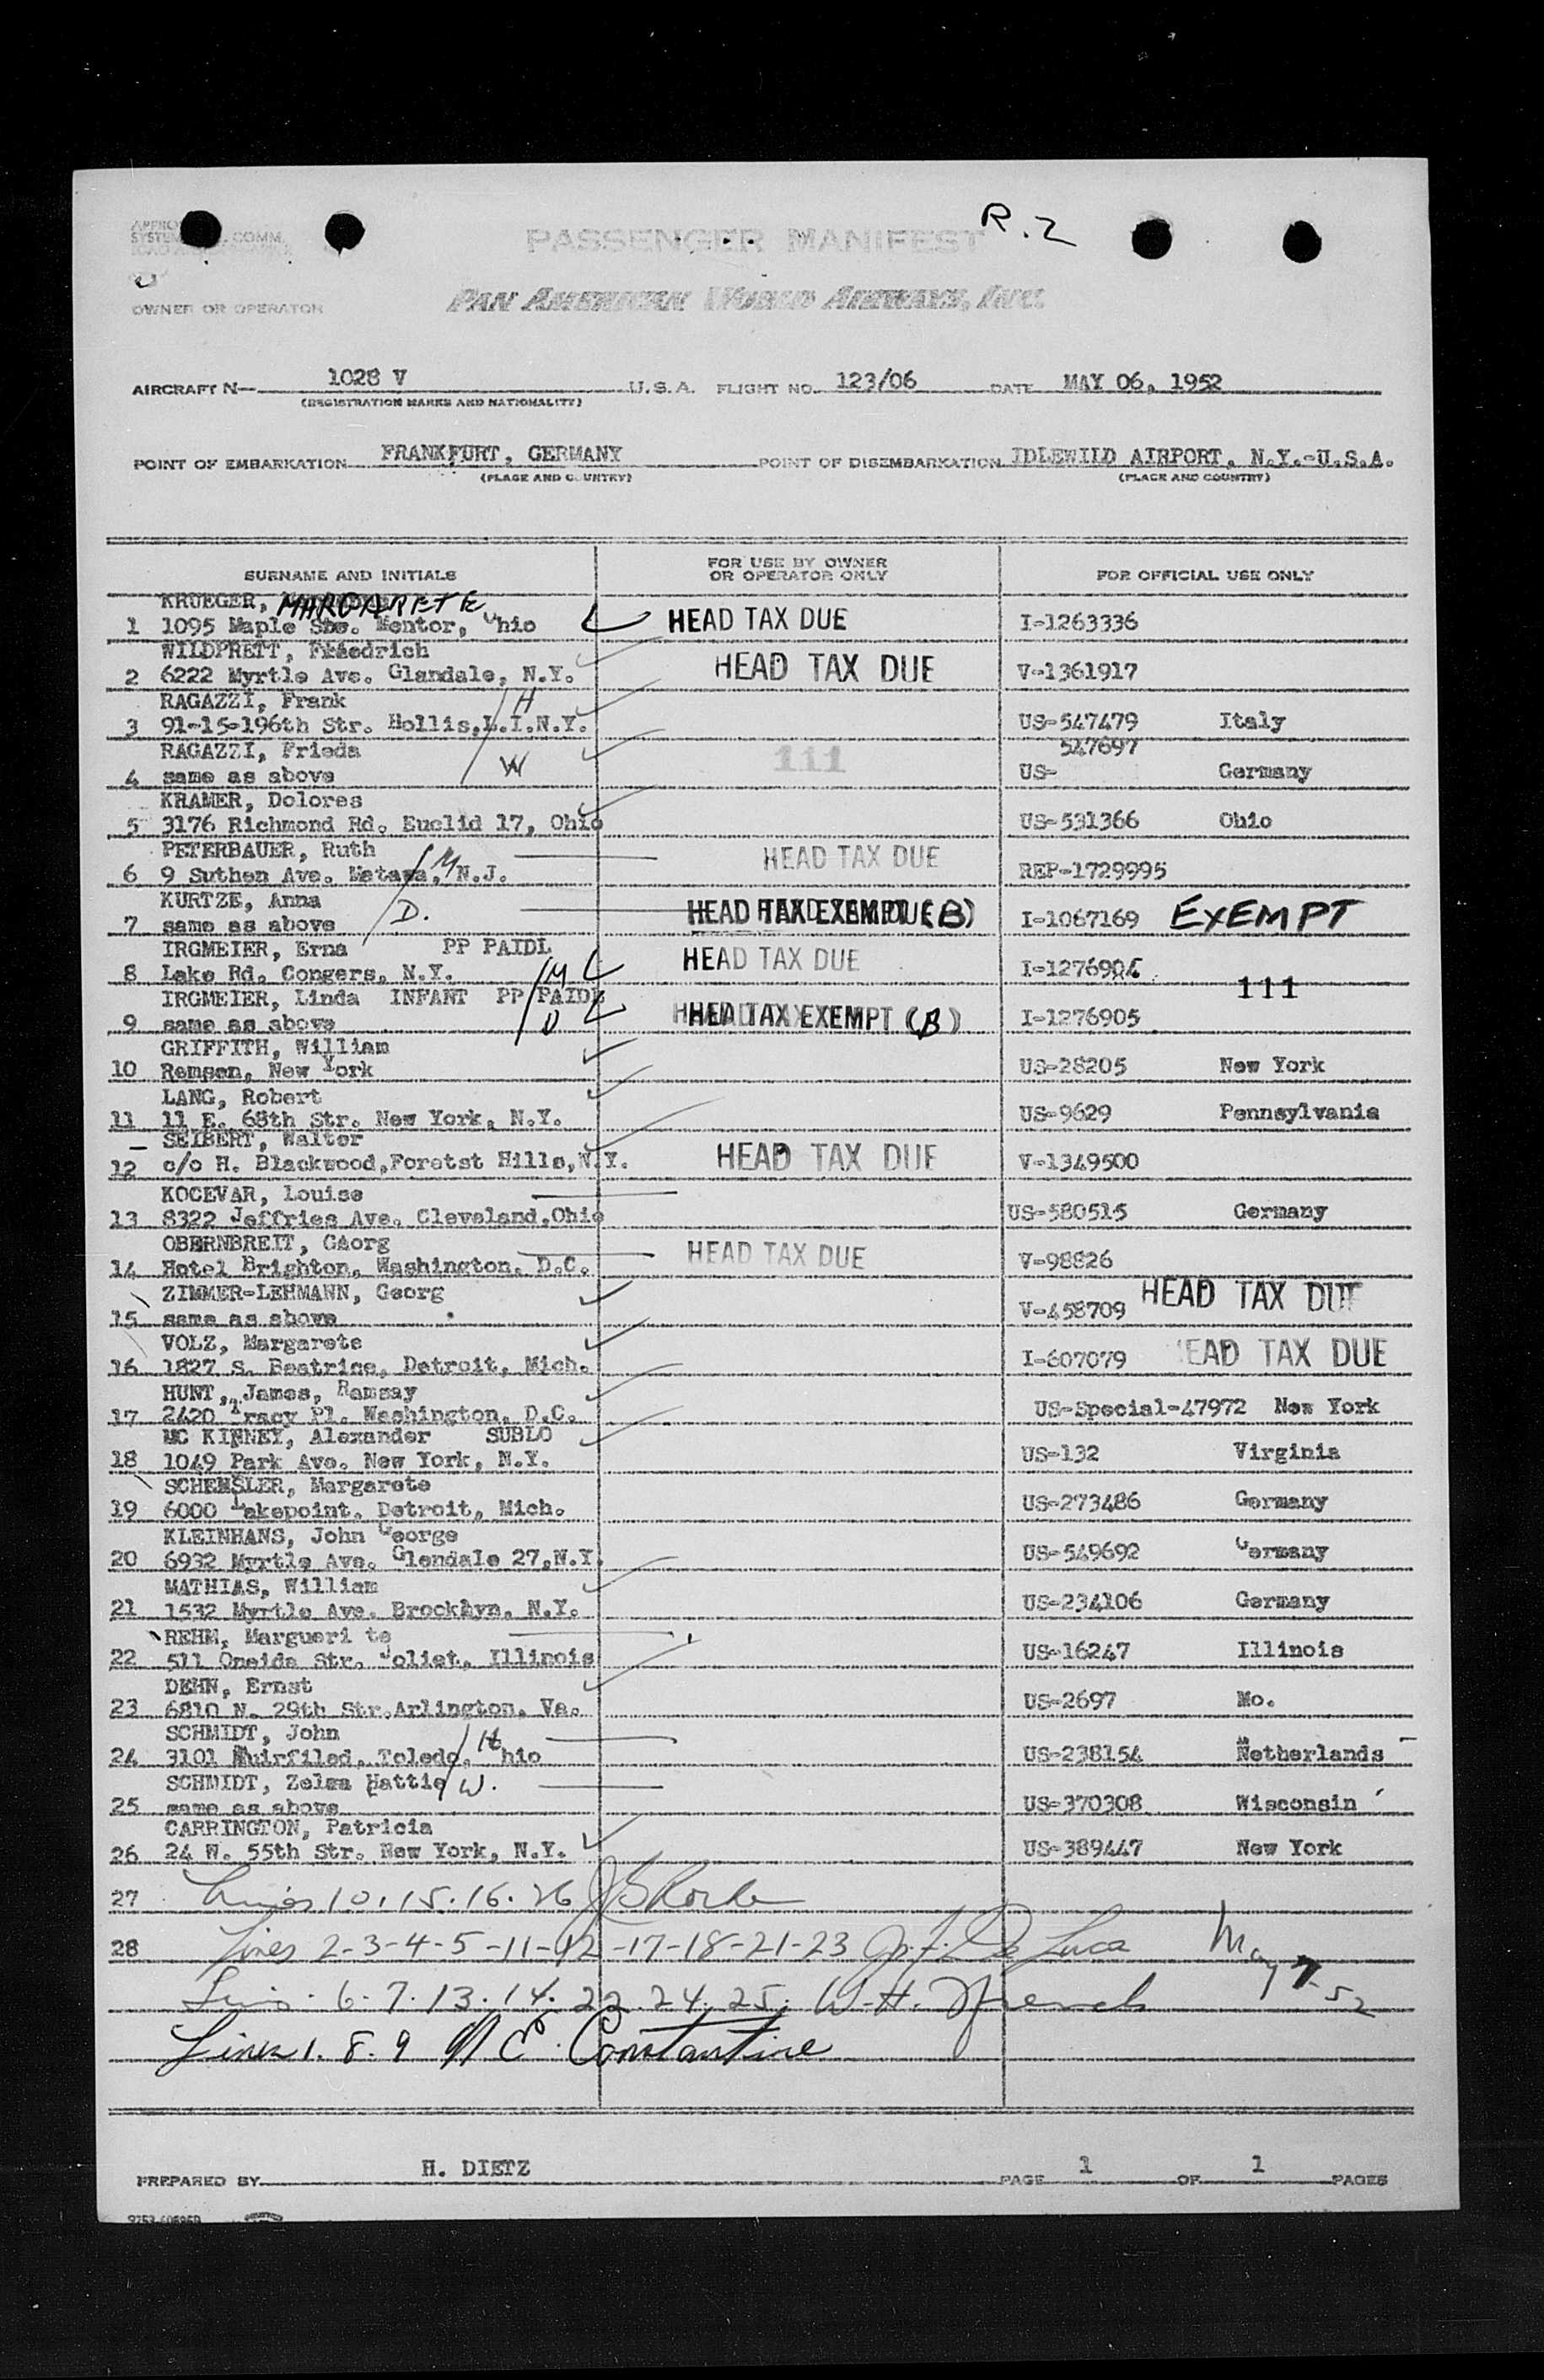 R.2
SYSTEM COMM.
PASSENGER MANIFEST
OWNER OR OPERATOR
PAN AMERICAN WORLD AIRWAYS, INC.
AIRCRAFT N— 1028 V U.S.A. FLIGHT NO. 123/06 DATE MAY 06, 1952
(REGISTRATION MARKS AND NATIONALITY)
POINT OF EMBARKATION FRANKFURT, GERMANY POINT OF DISEMBARKATION IDLEWILD AIRPORT, N.Y.-U.S.A.
(PLACE AND COUNTRY) (PLACE AND COUNTRY)
SURNAME AND INITIALS FOR USE BY OWNER OR OPERATOR ONLY FOR OFFICIAL USE ONLY
KRUEGER, MARGARETE
1 1095 Maple Mentor, Ohio HEAD TAX DUE I-1263336
WILDPRETT, Friedrich
2 6222 Myrtle Ave. Glandale, N.Y. HEAD TAX DUE V-1361917
RAGAZZI, Frank H
3 91-15-196th Str. Hollis,L.I.N.Y. US-547479 Italy
RAGAZZI, Frieda 547697
4 same as above W 111 US- Germany
KRAMER, Dolores
5 3176 Richmond Rd. Euclid 17, Ohio US-531366 Ohio
PETERBAUER, Ruth HEAD TAX DUE
6 9 Suthen Ave. M N.J. REP-1729995
KURTZE, Anna
7 same as above D. HEAD TAX EXEMPT (B) I-1067169 EXEMPT
IRGMEIER, Erna PP PAIDL
8 Lake Rd. Congers, N.Y. M HEAD TAX DUE I-1276904
IRGMEIER, Linda INFANT PP PAIDL 111
9 same as above D HEAD TAX EXEMPT (B) I-1276905
GRIFFITH, William
10 Remsen, New York US-28205 New York
LANG, Robert
11 11 E. 68th Str. New York, N.Y. US-9629 Pennsylvania
SEIBERT, Walter
12 c/o H. Blackwood,Foretst Hills,N.Y. HEAD TAX DUE V-1349500
KOCEVAR, Louise
13 8322 Jeffries Ave. Cleveland,Ohio US-580515 Germany
OBERNBREIT, GAorg
14 Hotel Brighton, Washington, D.C. HEAD TAX DUE V-98826
ZIMMER-LEHMANN, Georg
15 same as above V-458709 HEAD TAX DUE
VOLZ, Margarete
16 1827 S. Beatrice, Detroit, Mich. I-607079 HEAD TAX DUE
HUNT, James, Ramsay
17 2420 Tracy Pl. Washington, D.C. US-Special-47972 New York
MC KINNEY, Alexander SUBLO
18 1049 Park Ave. New York, N.Y. US-132 Virginia
SCHEMSLER, Margarete
19 6000 Lakepoint, Detroit, Mich. US-273486 Germany
KLEINHANS, John George
20 6932 Myrtle Ave. Glendale 27,N.Y. US-549692 Germany
MATHIAS, William
21 1532 Myrtle Ave. Brocklyn, N.Y. US-234106 Germany
REHM, Margueri te
22 511 Oneida Str. Joliet, Illinois US-16247 Illinois
DEHN, Ernst
23 6810 N. 29th Str.Arlington, Va. US-2697 Mo.
SCHMIDT, John H
24 3101 Muirfiled, Toledo, Ohio US-238154 Netherlands
SCHMIDT, Zelma Hattie W.
25 same as above US-370308 Wisconsin
CARRINGTON, Patricia
26 24 W. 55th Str. New York, N.Y. US-389447 New York
27 Lines 10.15.16.26
28 Lines 2-3-4-5-11-12-17-18-21-23 De Luca May 7-52
Lines 6.7.13.14.22.24.25. W.H. French
Lines 1.8.9 N E Constantine
PREPARED BY H. DIETZ PAGE 1 OF 1 PAGES